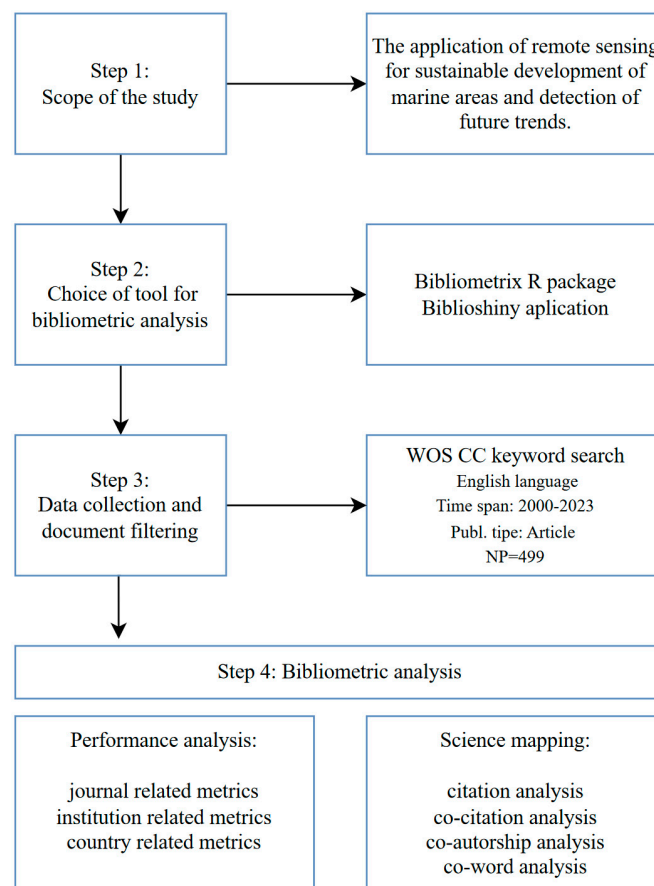 Step 1:
Scope of the study
The application of remote sensing
for sustainable development of
marine areas and detection of
future trends.
Step 2:
Choice of tool for
bibliometric analysis
Bibliometrix R package
Biblioshiny aplication
Step 3:
Data collection and
document filtering
WOS CC keyword search
English language
Time span: 2000-2023
Publ. tipe: Article
NP=499
Step 4: Bibliometric analysis
Performance analysis:
journal related metrics
institution related metrics
country related metrics
Science mapping:
citation analysis
co-citation analysis
co-autorship analysis
co-word analysis